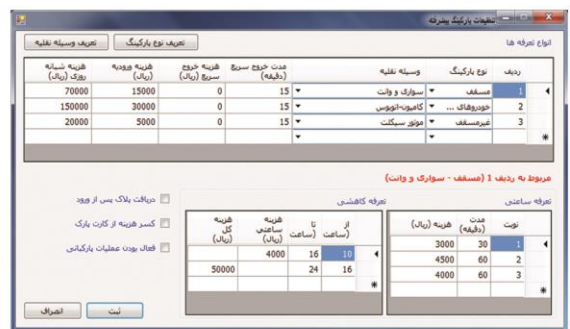 تنظیمات پارکینگ پیشرفته
انواع تعرفه ها
تعریف نوع پارکینگ
تعریف وسیله نقلیه
ردیف نوع پارکینگ وسیله نقلیه مدت خروج سریع (دقیقه) هزینه خروج سریع (ریال) هزینه ورودیه (ریال) هزینه شبانه روزی (ریال)
1 مسقف سواری و وانت 15 0 15000 70000
2 خودروهای ... کامیون-اتوبوس 15 0 30000 150000
3 غیرمسقف موتور سیکلت 15 0 5000 20000
مربوط به ردیف 1 (مسقف - سواری و وانت)
تعرفه ساعتی
نوبت مدت (دقیقه) هزینه (ریال)
1 30 3000
2 60 4500
3 60 4000
تعرفه کاهشی
از (ساعت تا (ساعت هزینه ساعتی (ریال) هزینه کل (ریال)
10 16 4000
16 24 50000
دریافت پلاک پس از ورود
کسر هزینه از کارت پارک
فعال بودن عملیات پارکبانی
ثبت
انصراف